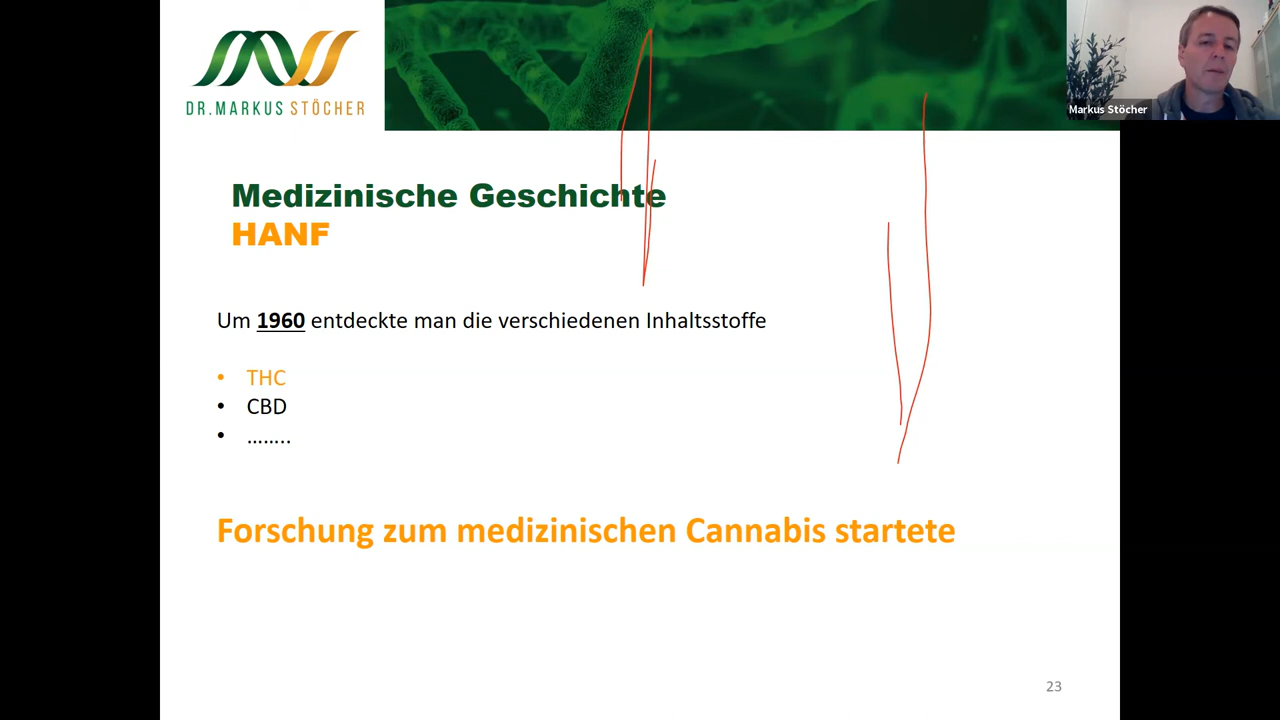 DR.MARKUS STÖCHER
Markus Stöcher
Medizinische Geschichte
HANF
Um 1960 entdeckte man die verschiedenen Inhaltsstoffe
• THC
• CBD
• ........
Forschung zum medizinischen Cannabis startete
23